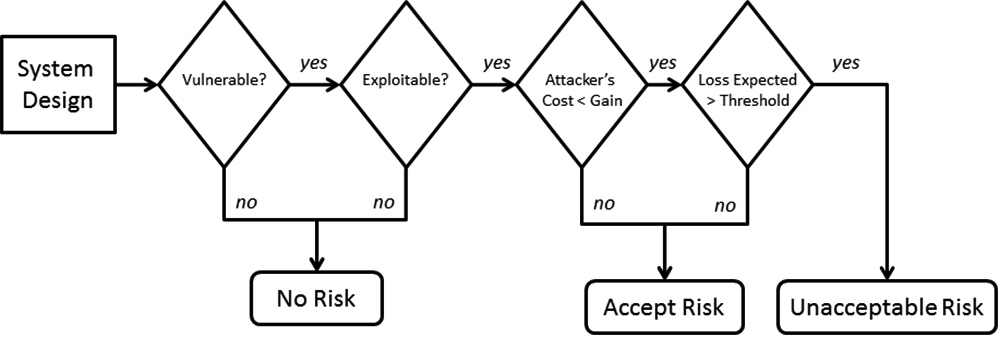 System
Design
Vulnerable?
yes
Exploitable?
yes
Attacker's
Cost < Gain
yes
Loss Expected
> Threshold
yes
no
no
no
no
No Risk
Accept Risk
Unacceptable Risk